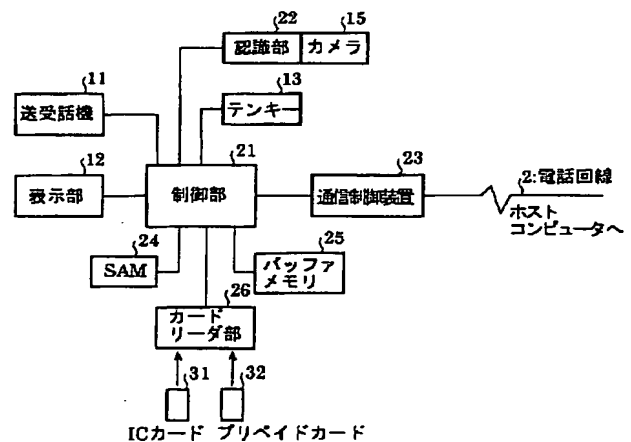 22
15
認識部
カメラ
11
送受話機
13
テンキー
12
表示部
21
制御部
23
通信制御装置
2:電話回線
ホスト
コンピュータへ
24
SAM
25
バッファ
メモリ
26
カード
リーダ部
31
32
ICカード
プリペイドカード